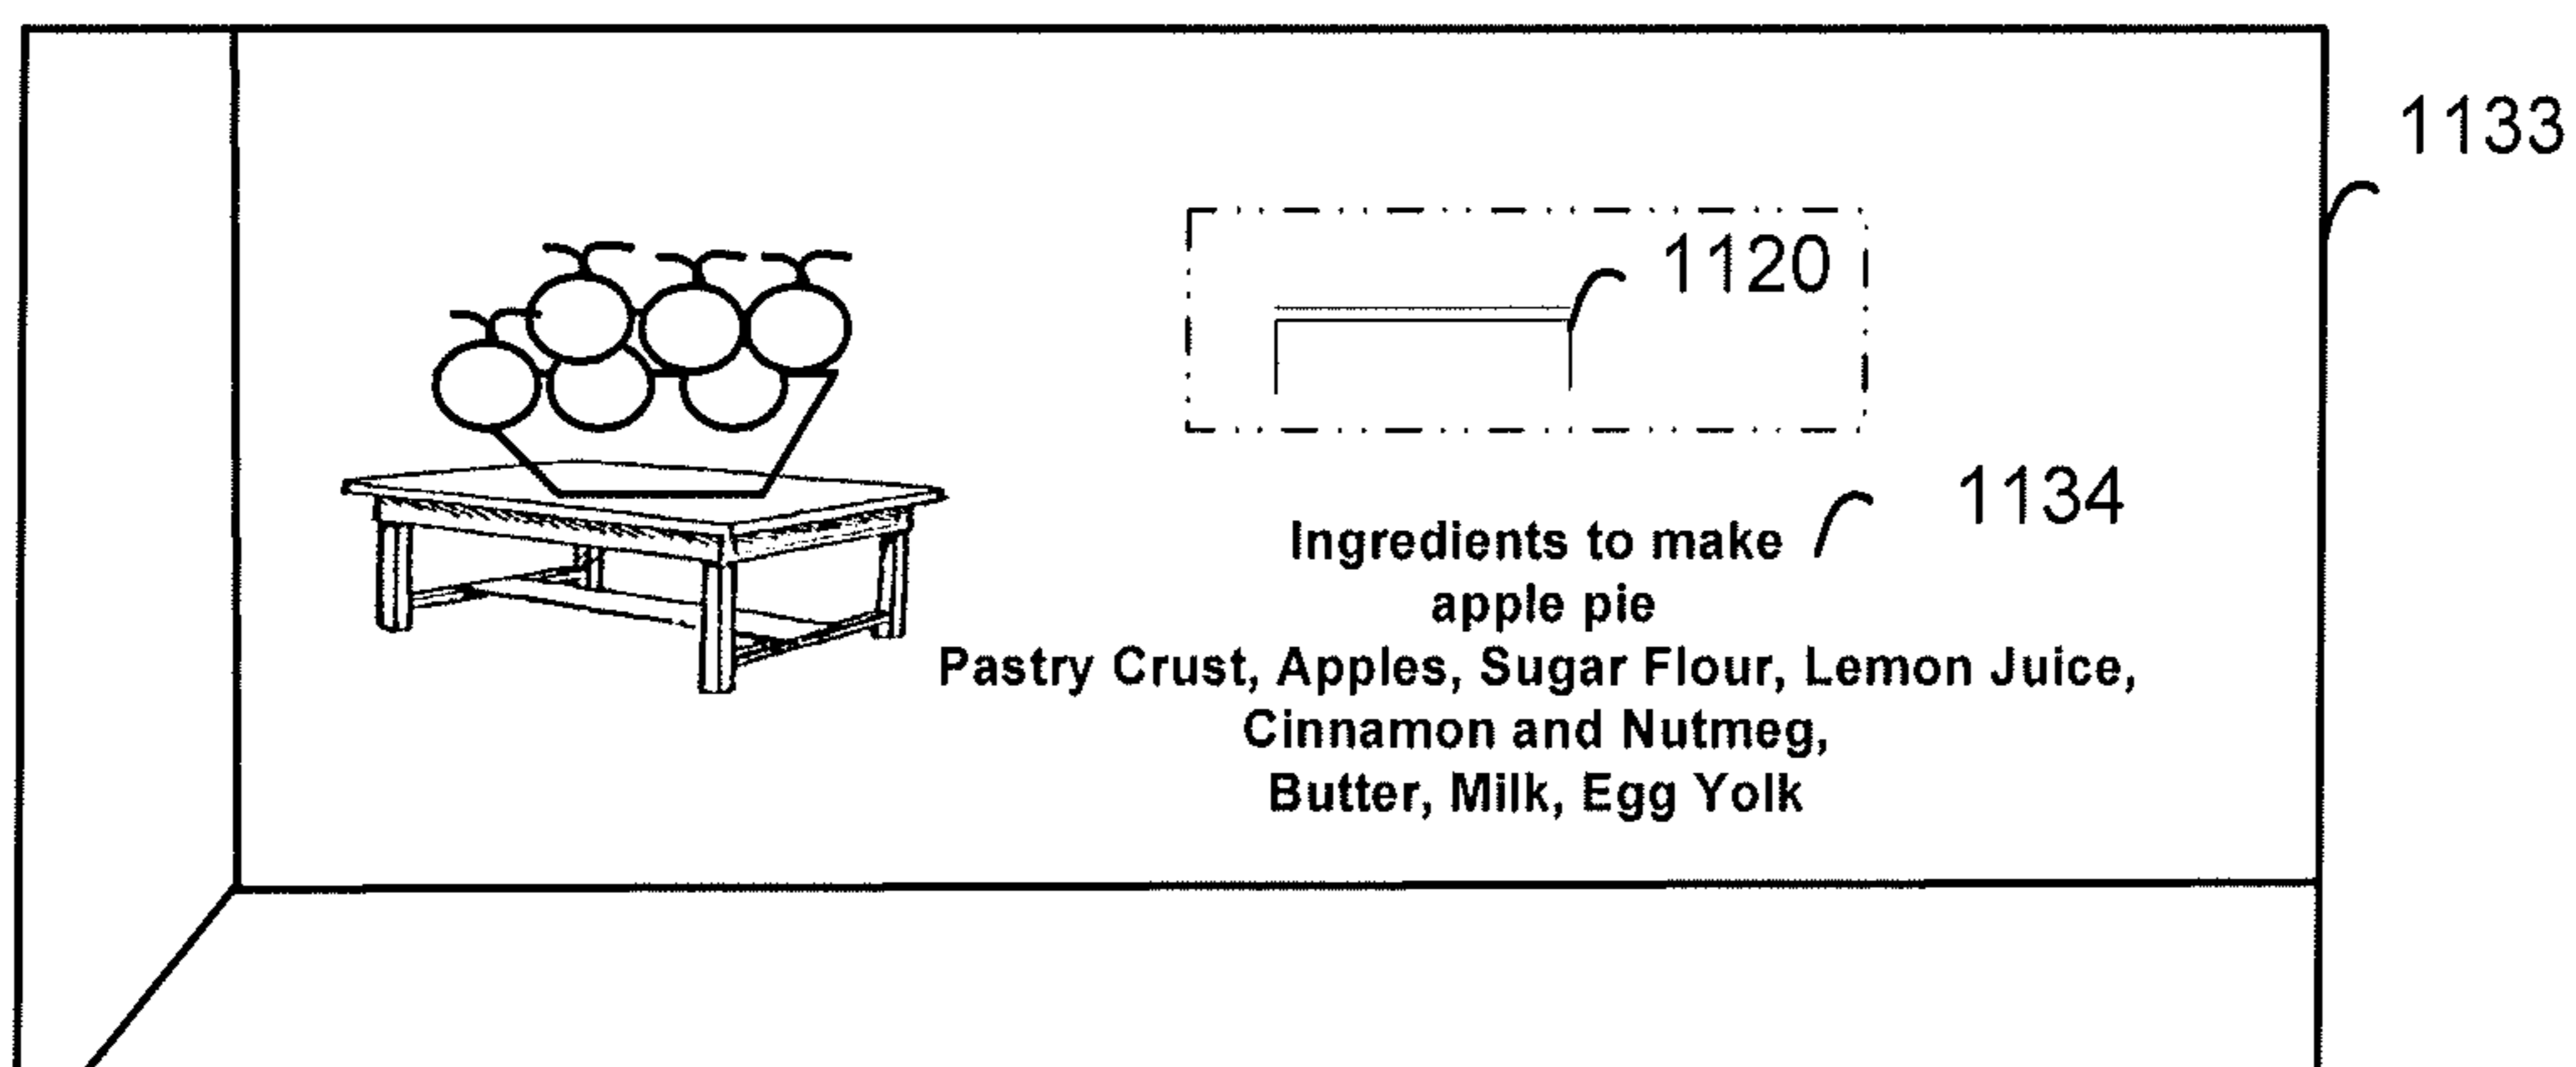 1133
1120
1134
Ingredients to make
apple pie
Pastry Crust, Apples, Sugar Flour, Lemon Juice,
Cinnamon and Nutmeg,
Butter, Milk, Egg Yolk